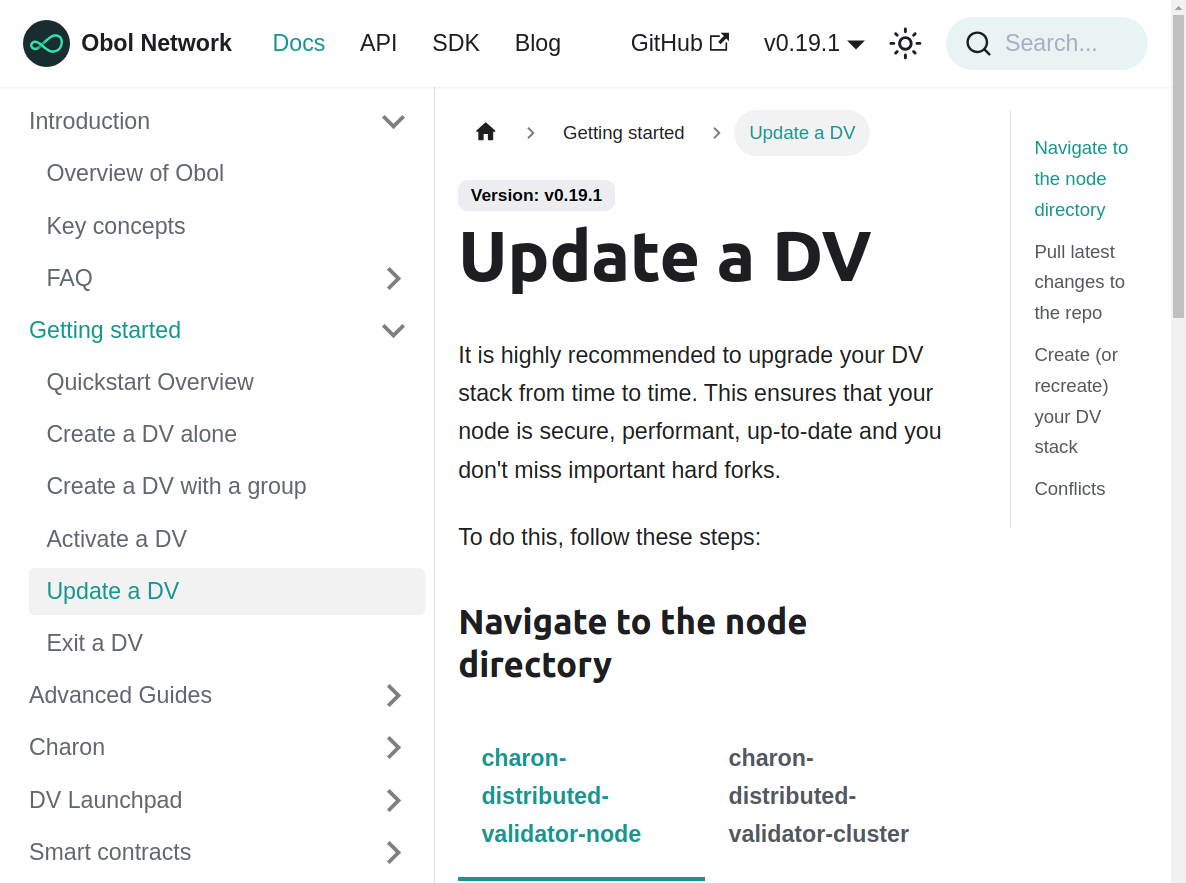 Obol Network Docs API SDK Blog GitHub v0.19.1 Search...
Introduction
Overview of Obol
Key concepts
FAQ
Getting started
Quickstart Overview
Create a DV alone
Create a DV with a group
Activate a DV
Update a DV
Exit a DV
Advanced Guides
Charon
DV Launchpad
Smart contracts
Getting started Update a DV
Version: v0.19.1
Update a DV
It is highly recommended to upgrade your DV
stack from time to time. This ensures that your
node is secure, performant, up-to-date and you
don't miss important hard forks.
To do this, follow these steps:
Navigate to the node
directory
charon-
distributed-
validator-node
charon-
distributed-
validator-cluster
Navigate to
the node
directory
Pull latest
changes to
the repo
Create (or
recreate)
your DV
stack
Conflicts